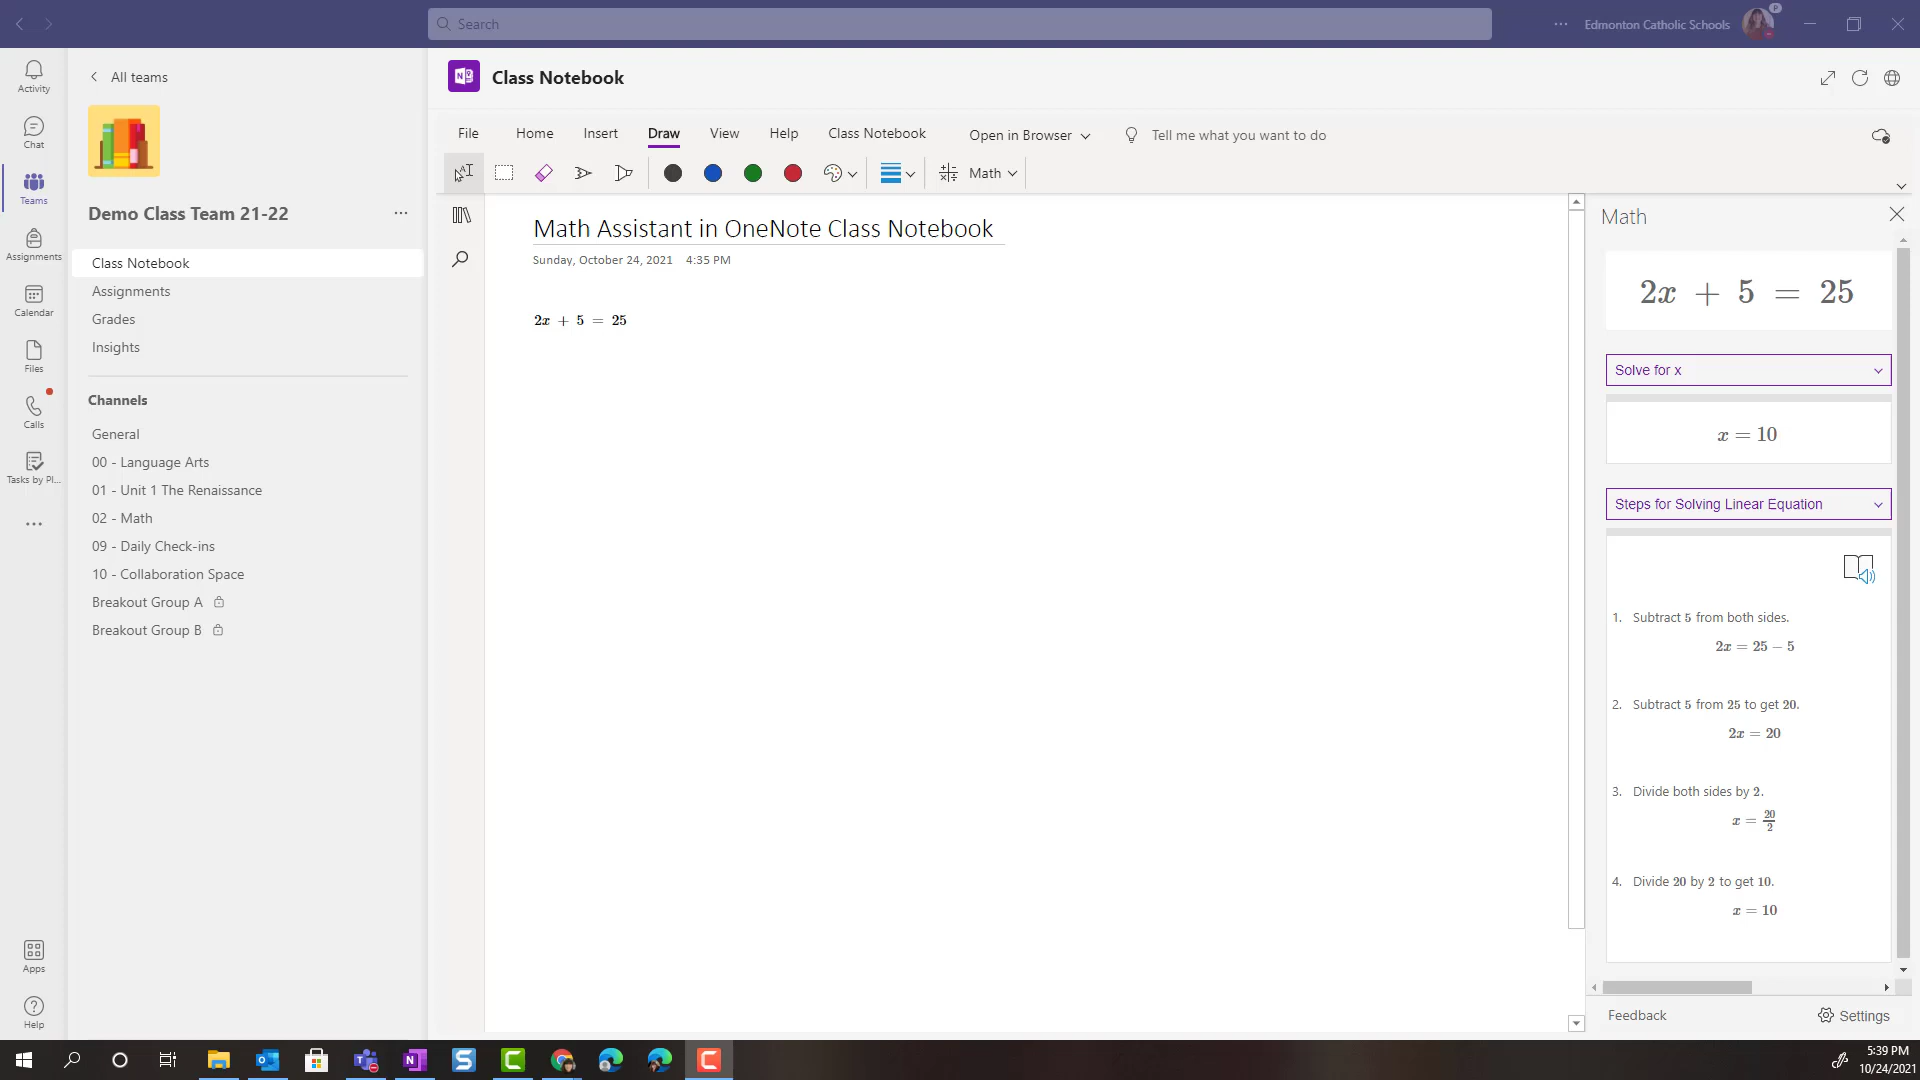 Search
Edmonton Catholic Schools
Activity
Chat
Teams
Assignments
Calendar
Files
Calls
Tasks by Pl...
Apps
Help
All teams
Demo Class Team 21-22
Class Notebook
Assignments
Grades
Insights
Channels
General
00 - Language Arts
01 - Unit 1 The Renaissance
02 - Math
09 - Daily Check-ins
10 - Collaboration Space
Breakout Group A
Breakout Group B
Class Notebook
File Home Insert Draw View Help Class Notebook Open in Browser Tell me what you want to do
Math
Math Assistant in OneNote Class Notebook
Sunday, October 24, 2021 4:35 PM
2x + 5 = 25
Math
2x + 5 = 25
Solve for x
x = 10
Steps for Solving Linear Equation
1. Subtract 5 from both sides.
2x = 25 − 5
2. Subtract 5 from 25 to get 20.
2x = 20
3. Divide both sides by 2.
x = 20/2
4. Divide 20 by 2 to get 10.
x = 10
Feedback
Settings
5:39 PM
10/24/2021